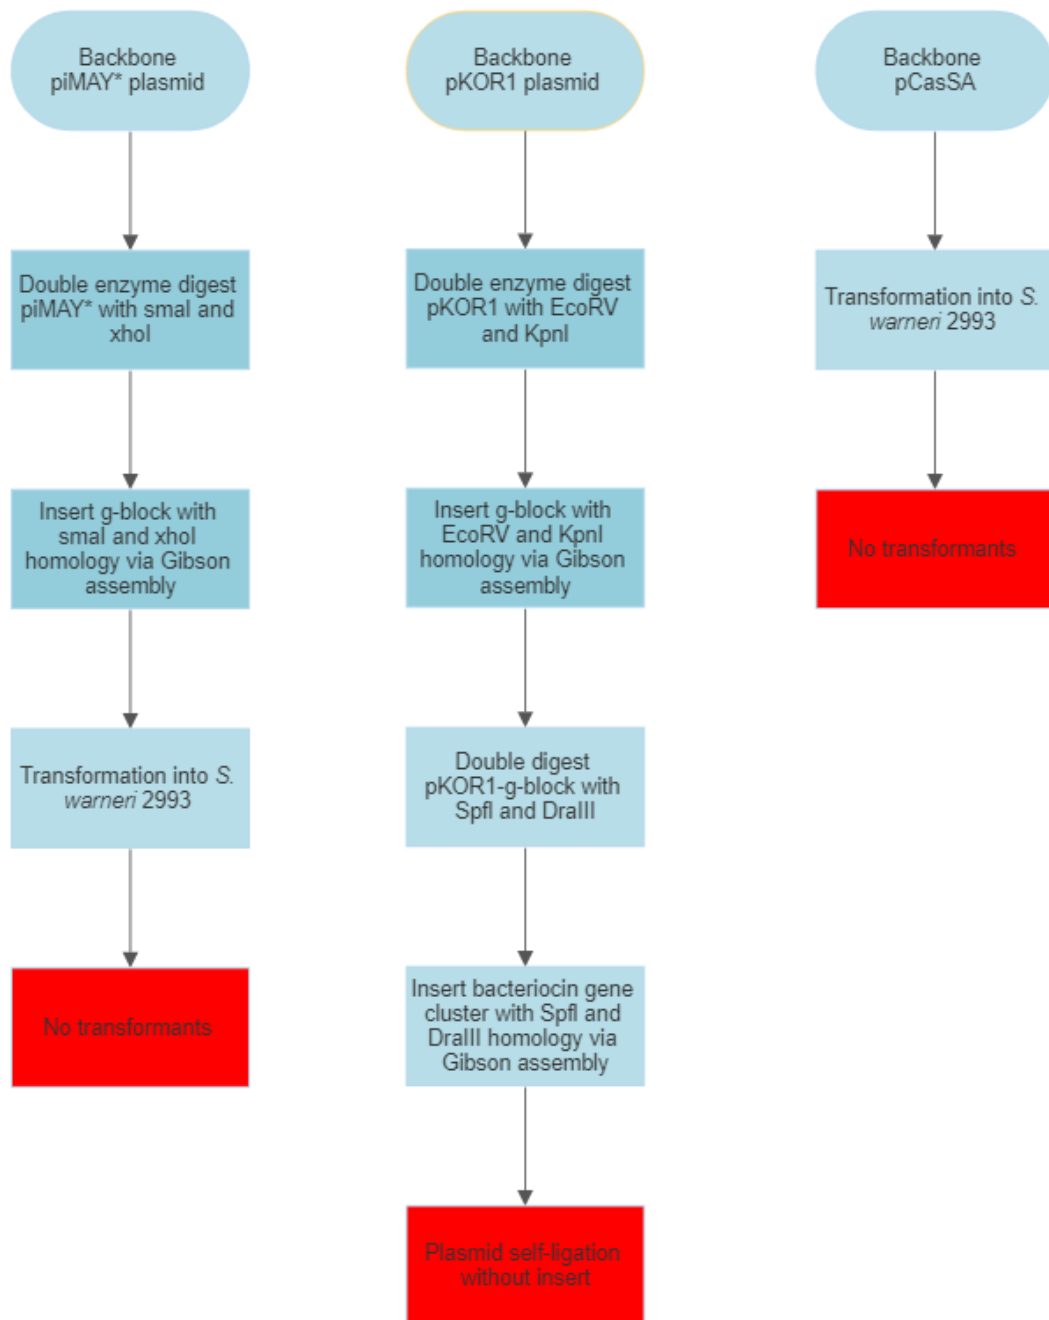 Backbone
piMAY* plasmid
Double enzyme digest
piMAY* with smaI and
xhoI
Insert g-block with
smaI and xhoI
homology via Gibson
assembly
Transformation into S.
warneri 2993
No transformants
Backbone
pKOR1 plasmid
Double enzyme digest
pKOR1 with EcoRV
and KpnI
Insert g-block with
EcoRV and KpnI
homology via Gibson
assembly
Double digest
pKOR1-g-block with
SpfI and DraIII
Insert bacteriocin gene
cluster with SpfI and
DraIII homology via
Gibson assembly
Plasmid self-ligation
without insert
Backbone
pCasSA
Transformation into S.
warneri 2993
No transformants